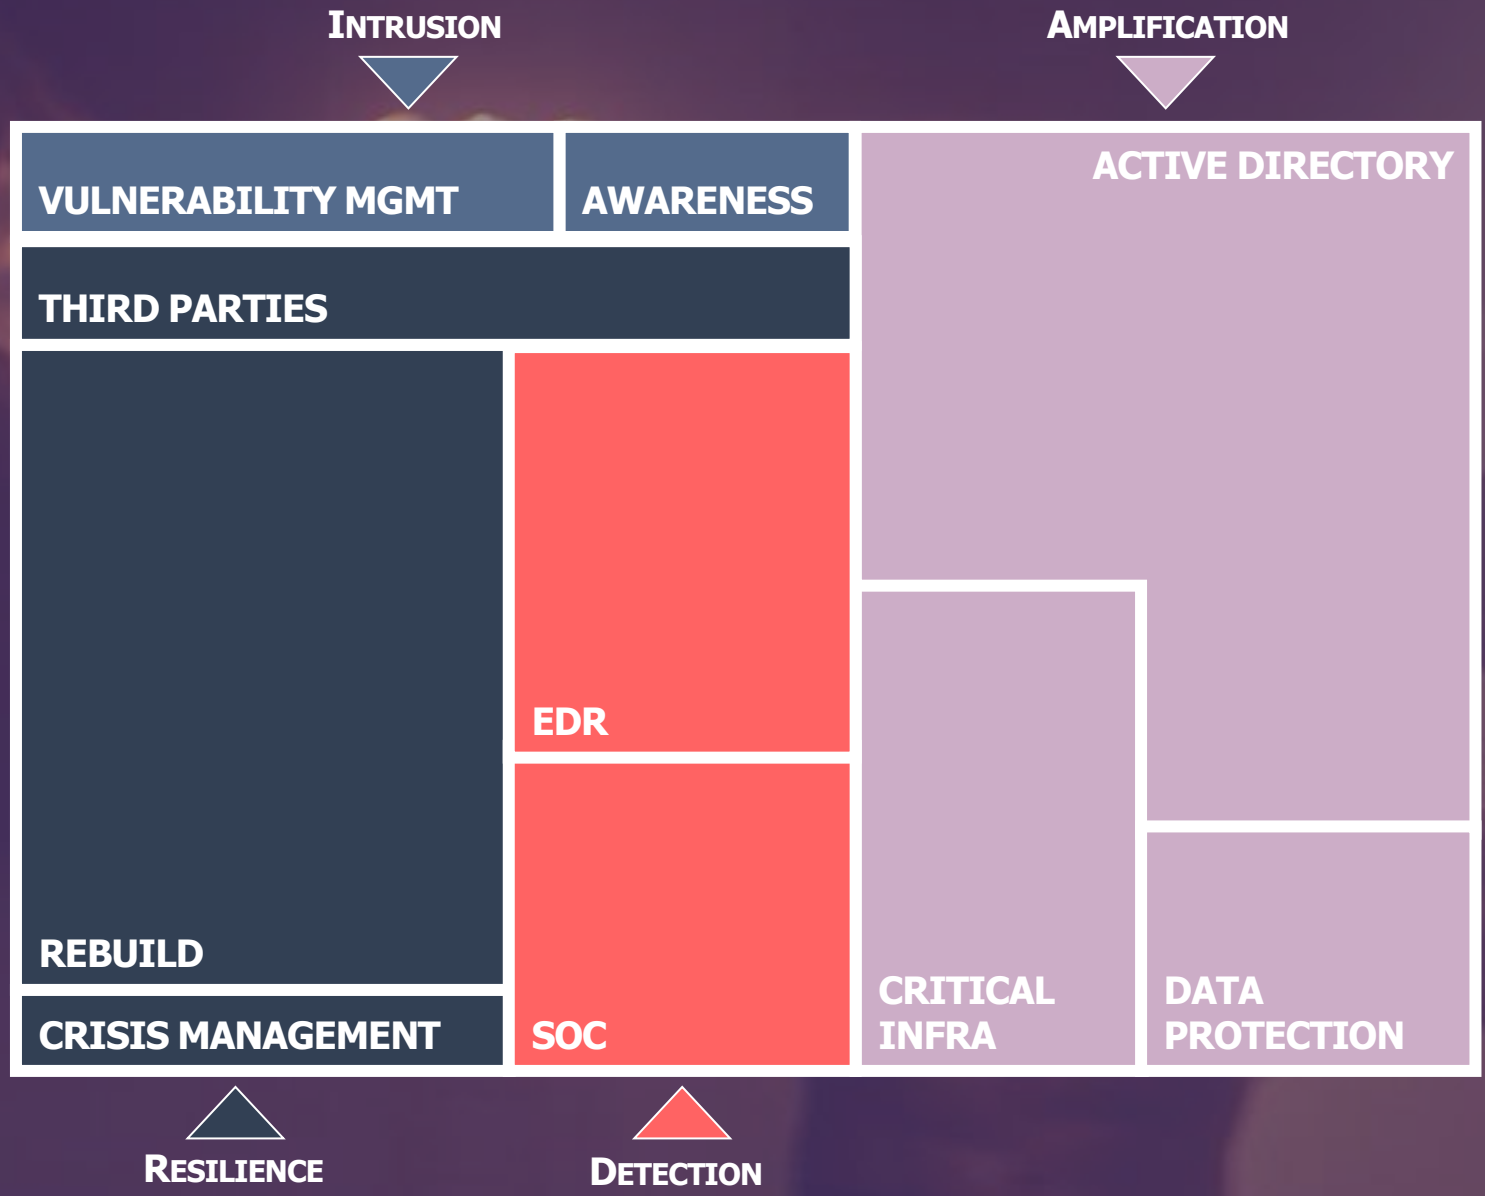 INTRUSION
AMPLIFICATION
VULNERABILITY MGMT
AWARENESS
ACTIVE DIRECTORY
THIRD PARTIES
EDR
REBUILD
CRITICAL
INFRA
DATA
PROTECTION
CRISIS MANAGEMENT
SOC
RESILIENCE
DETECTION